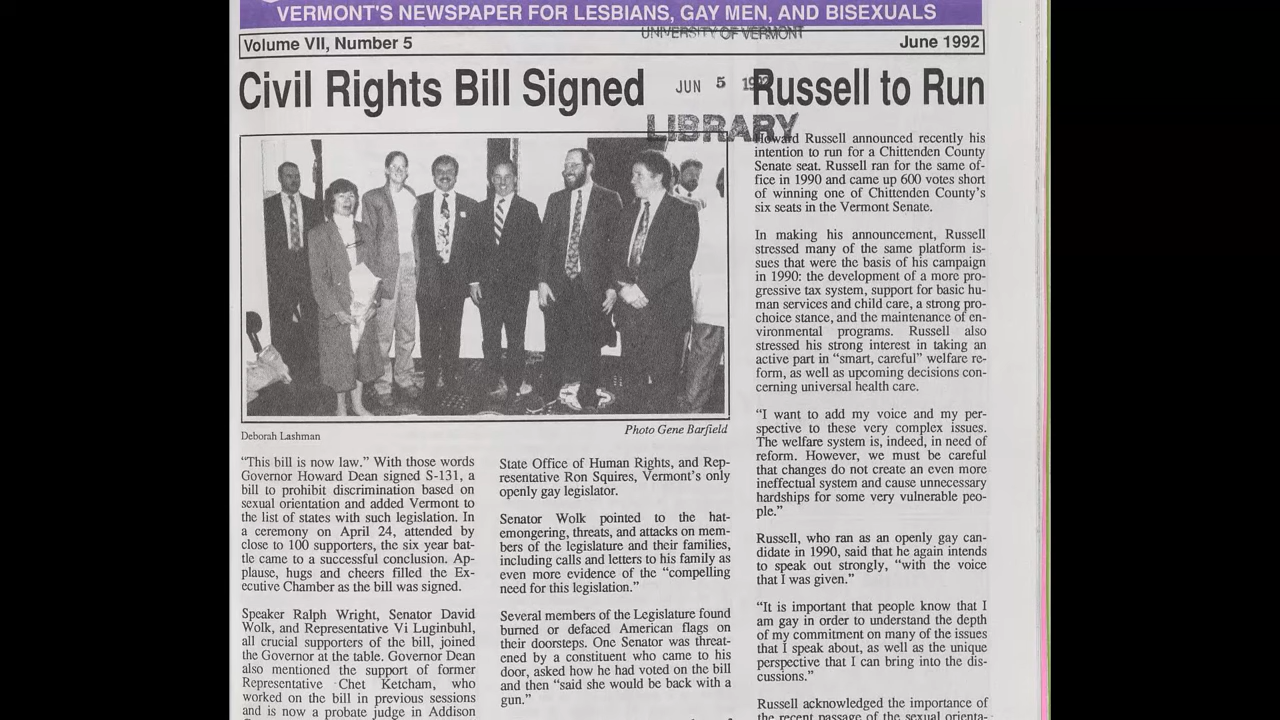 VERMONT'S NEWSPAPER FOR LESBIANS, GAY MEN, AND BISEXUALS
UNIVERSITY OF VERMONT
Volume VII, Number 5
June 1992
Civil Rights Bill Signed
JUN 5
LIBRARY
Photo Gene Barfield
Deborah Lashman
“This bill is now law.” With those words
Governor Howard Dean signed S-131, a
bill to prohibit discrimination based on
sexual orientation and added Vermont to
the list of states with such legislation. In
a ceremony on April 24, attended by
close to 100 supporters, the six year bat-
tle came to a successful conclusion. Ap-
plause, hugs and cheers filled the Ex-
ecutive Chamber as the bill was signed.
Speaker Ralph Wright, Senator David
Wolk, and Representative Vi Luginbuhl,
all crucial supporters of the bill, joined
the Governor at the table. Governor Dean
also mentioned the support of former
Representative Chet Ketcham, who
worked on the bill in previous sessions
and is now a probate judge in Addison
State Office of Human Rights, and Rep-
resentative Ron Squires, Vermont's only
openly gay legislator.
Senator Wolk pointed to the hat-
emongering, threats, and attacks on mem-
bers of the legislature and their families,
including calls and letters to his family as
even more evidence of the “compelling
need for this legislation.”
Several members of the Legislature found
burned or defaced American flags on
their doorsteps. One Senator was threat-
ened by a constituent who came to his
door, asked how he had voted on the bill
and then “said she would be back with a
gun.”
Russell to Run
Howard Russell announced recently his
intention to run for a Chittenden County
Senate seat. Russell ran for the same of-
fice in 1990 and came up 600 votes short
of winning one of Chittenden County's
six seats in the Vermont Senate.
In making his announcement, Russell
stressed many of the same platform is-
sues that were the basis of his campaign
in 1990: the development of a more pro-
gressive tax system, support for basic hu-
man services and child care, a strong pro-
choice stance, and the maintenance of en-
vironmental programs. Russell also
stressed his strong interest in taking an
active part in “smart, careful” welfare re-
form, as well as upcoming decisions con-
cerning universal health care.
“I want to add my voice and my per-
spective to these very complex issues.
The welfare system is, indeed, in need of
reform. However, we must be careful
that changes do not create an even more
ineffectual system and cause unnecessary
hardships for some very vulnerable peo-
ple.”
Russell, who ran as an openly gay can-
didate in 1990, said that he again intends
to speak out strongly, “with the voice
that I was given.”
“It is important that people know that I
am gay in order to understand the depth
of my commitment on many of the issues
that I speak about, as well as the unique
perspective that I can bring into the dis-
cussions.”
Russell acknowledged the importance of
the recent passage of the sexual orienta-